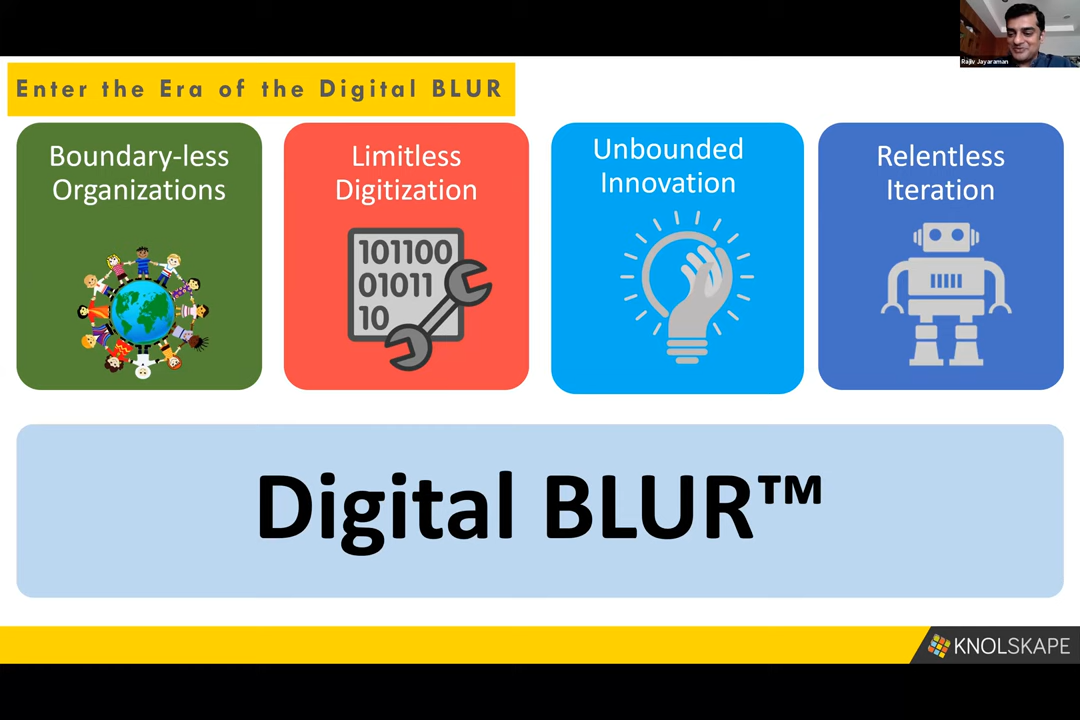 Rajiv Jayaraman
Enter the Era of the Digital BLUR
Boundary-less
Organizations
Limitless
Digitization
101100
01011
10
Unbounded
Innovation
Relentless
Iteration
Digital BLUR™
KNOLSKAPE